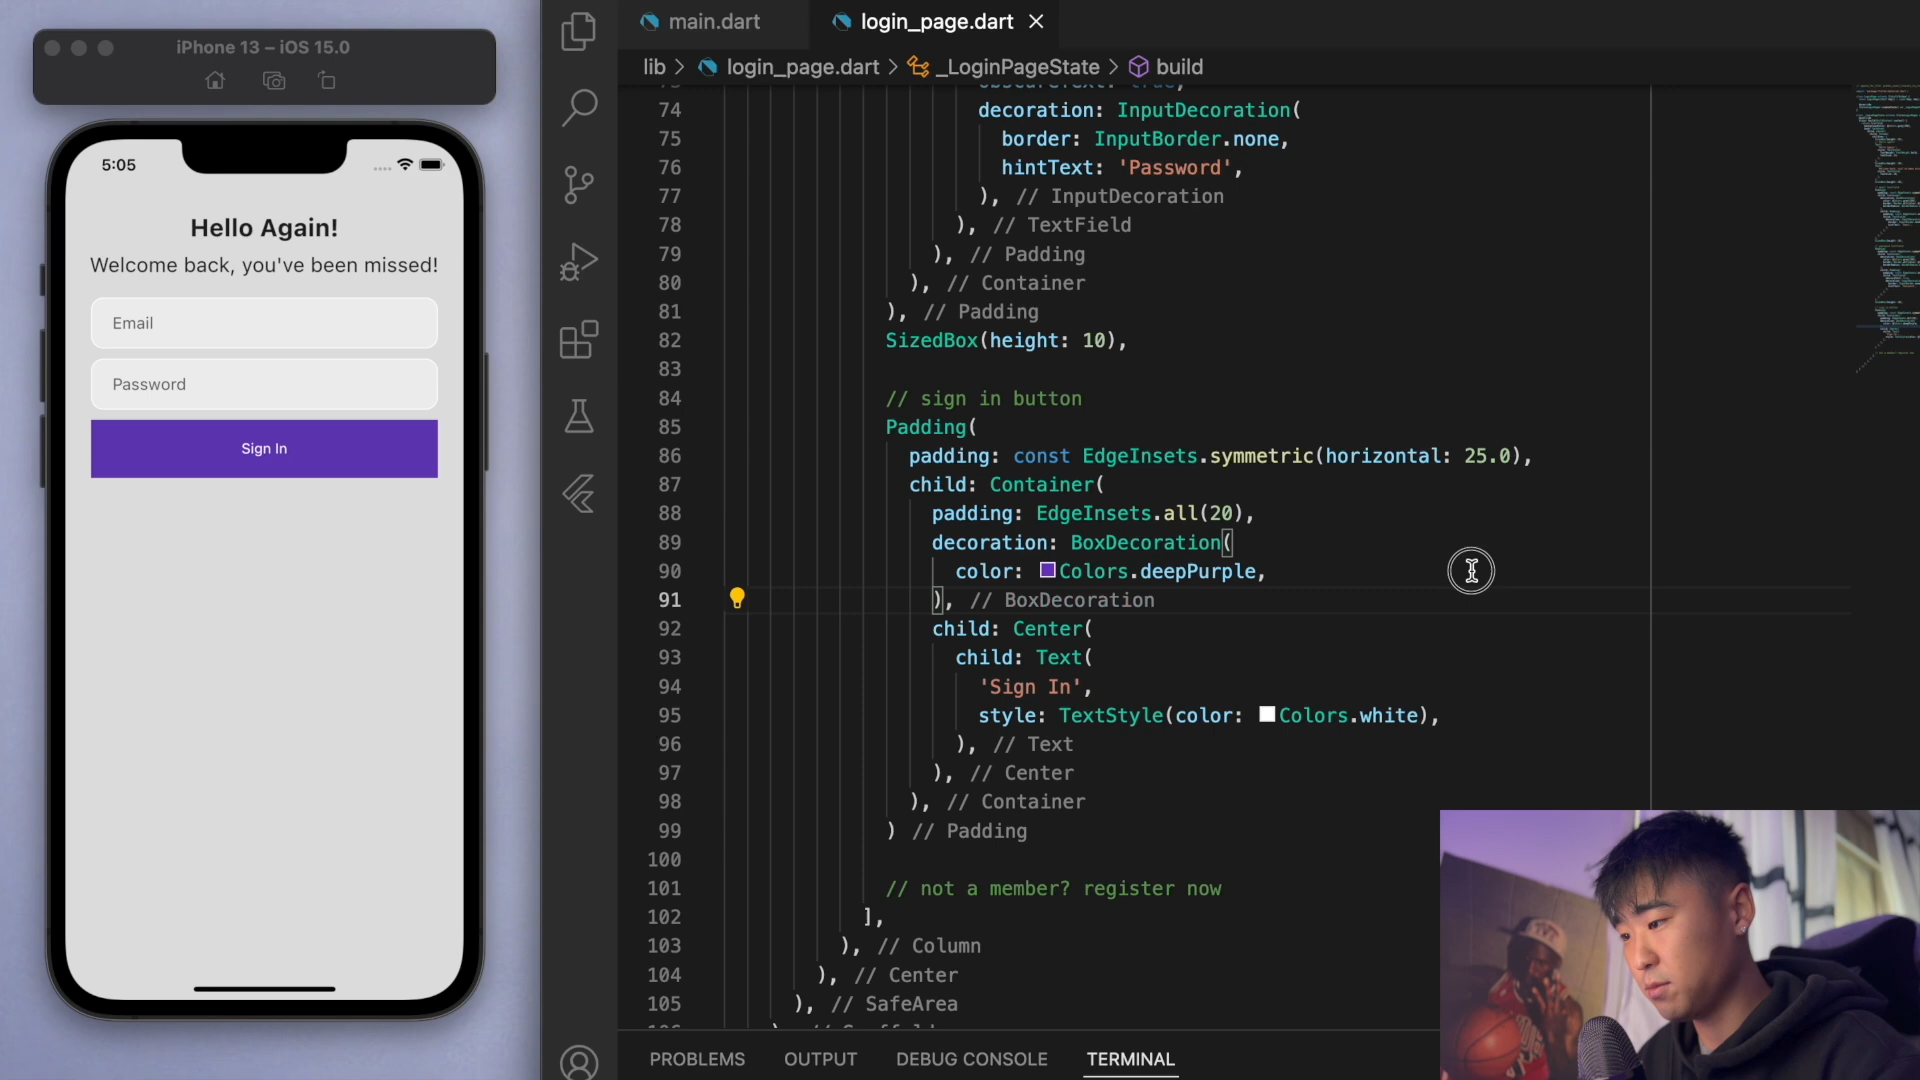 iPhone 13 – iOS 15.0
5:05
Hello Again!
Welcome back, you've been missed!
Email
Password
Sign In
main.dart
login_page.dart
lib > login_page.dart > _LoginPageState > build
74 decoration: InputDecoration(
75 border: InputBorder.none,
76 hintText: 'Password',
77 ), // InputDecoration
78 ), // TextField
79 ), // Padding
80 ), // Container
81 ), // Padding
82 SizedBox(height: 10),
83
84 // sign in button
85 Padding(
86 padding: const EdgeInsets.symmetric(horizontal: 25.0),
87 child: Container(
88 padding: EdgeInsets.all(20),
89 decoration: BoxDecoration(
90 color: Colors.deepPurple,
91 ), // BoxDecoration
92 child: Center(
93 child: Text(
94 'Sign In',
95 style: TextStyle(color: Colors.white),
96 ), // Text
97 ), // Center
98 ), // Container
99 ) // Padding
100
101 // not a member? register now
102 ],
103 ), // Column
104 ), // Center
105 ), // SafeArea
PROBLEMS OUTPUT DEBUG CONSOLE TERMINAL